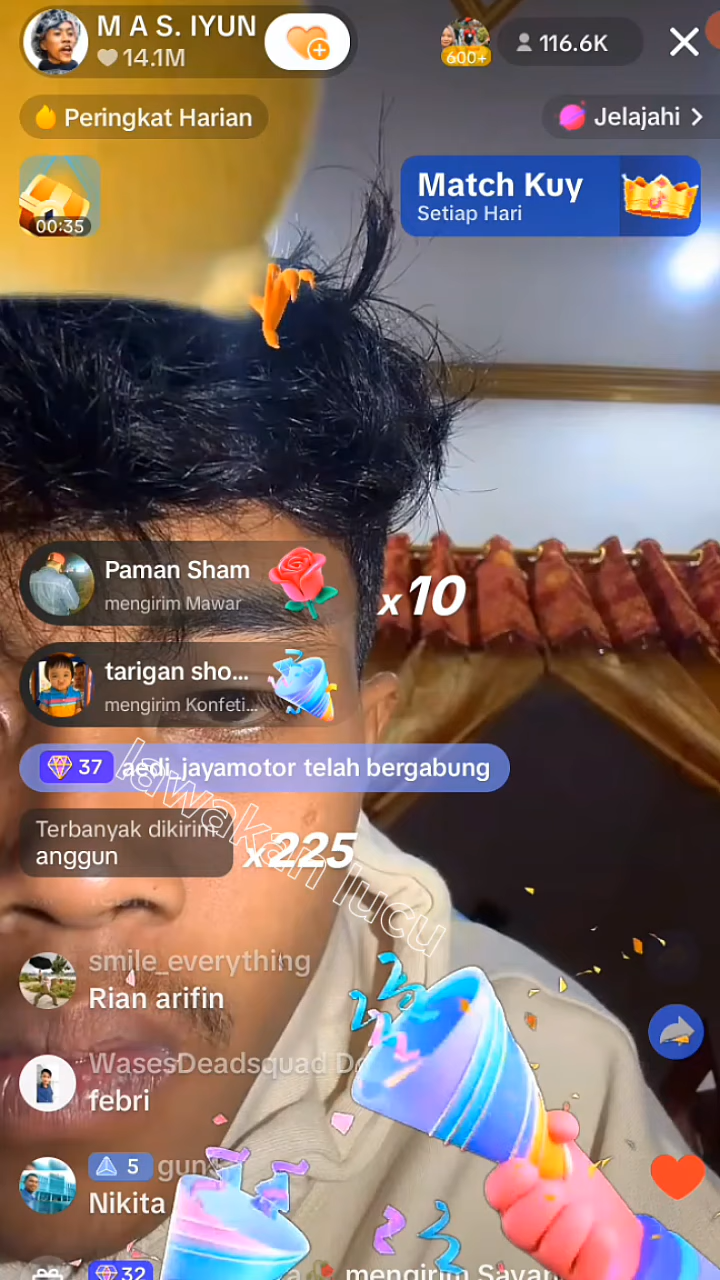 M A S. IYUN
14.1M
600+
116.6K
Peringkat Harian
Jelajahi
00:35
Match Kuy
Setiap Hari
Paman Sham
mengirim Mawar
x10
tarigan sho...
mengirim Konfeti...
37 aedi. jayamotor telah bergabung
Terbanyak dikirim:
anggun
x225
lawakan lucu
smile_everything
Rian arifin
WasesDeadsquad
febri
5 gun
Nikita
32
mengirim